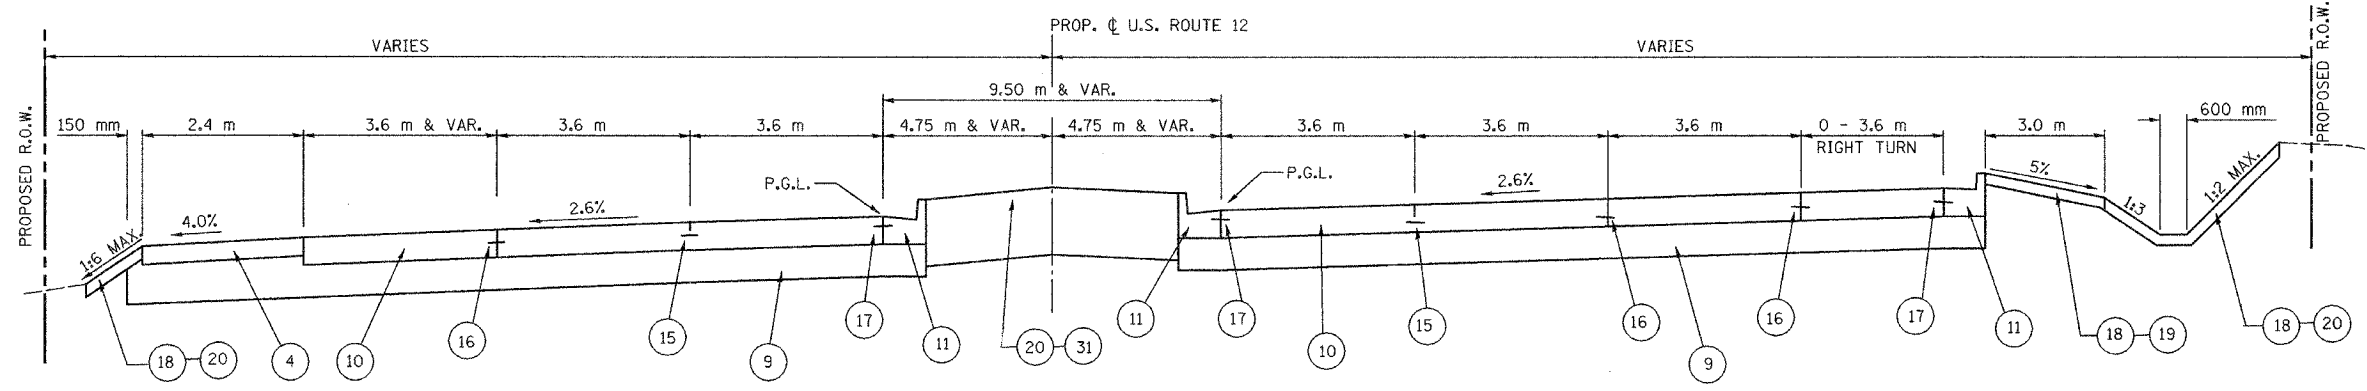 PROP. ℄ U.S. ROUTE 12
VARIES VARIES
9.50 m & VAR.
150 mm 2.4 m 3.6 m & VAR. 3.6 m 3.6 m 4.75 m & VAR. 4.75 m & VAR. 3.6 m 3.6 m 3.6 m 0 - 3.6 m 3.0 m 600 mm
RIGHT TURN
PROPOSED R.O.W.
PROPOSED R.O.W.
P.G.L. P.G.L.
1:6 MAX. 4.0% 2.6% 2.6% 5% 1:3 1:2 MAX.
18 20 4 10 16 15 9 17 11 20 31 11 17 10 15 16 9 16 17 11 18 19 18 20